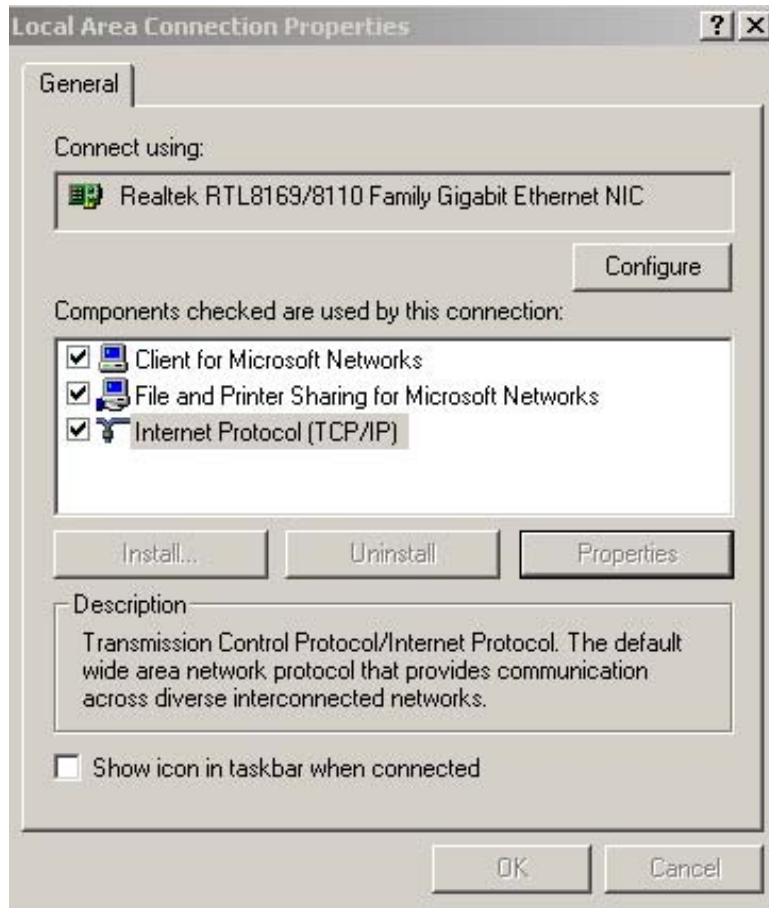 Local Area Connection Properties
?
General
Connect using:
Realtek RTL8169/8110 Family Gigabit Ethernet NIC
Configure
Components checked are used by this connection:
Client for Microsoft Networks
File and Printer Sharing for Microsoft Networks
Internet Protocol (TCP/IP)
Install... Uninstall Properties
Description
Transmission Control Protocol/Internet Protocol. The default
wide area network protocol that provides communication
across diverse interconnected networks.
Show icon in taskbar when connected
OK Cancel